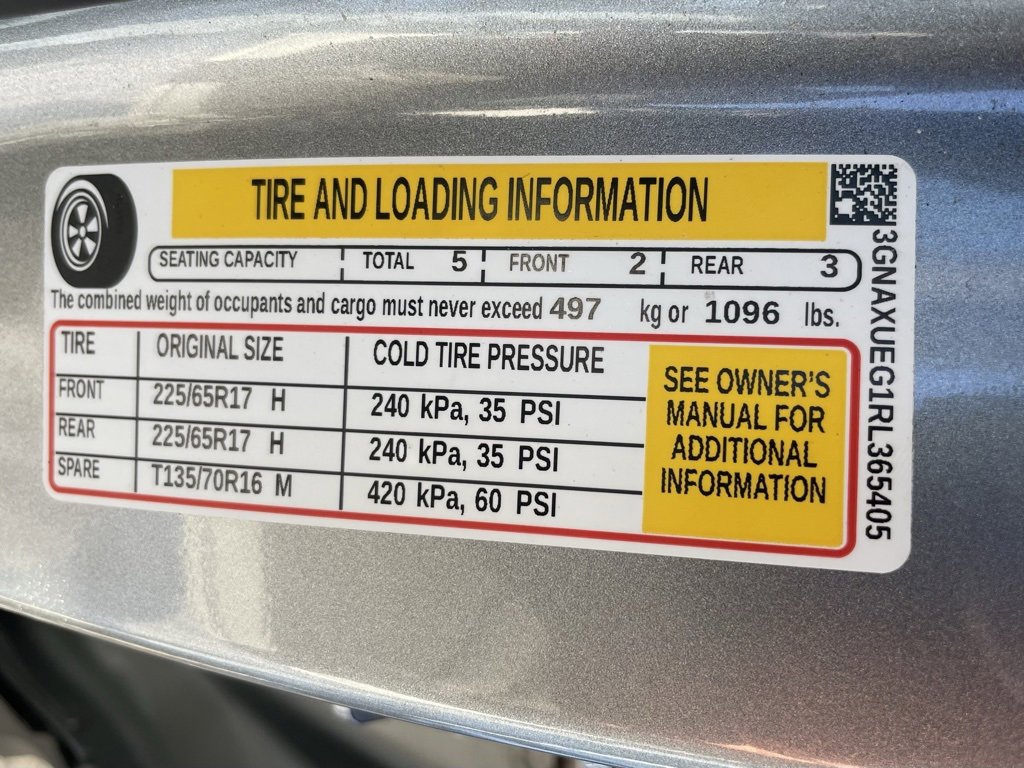 TIRE AND LOADING INFORMATION
SEATING CAPACITY TOTAL 5 FRONT 2 REAR 3
The combined weight of occupants and cargo must never exceed 497 kg or 1096 lbs.
TIRE ORIGINAL SIZE COLD TIRE PRESSURE
FRONT 225/65R17 H 240 kPa, 35 PSI
REAR 225/65R17 H 240 kPa, 35 PSI
SPARE T135/70R16 M 420 kPa, 60 PSI
SEE OWNER'S
MANUAL FOR
ADDITIONAL
INFORMATION
3GNAXUEG1RL365405